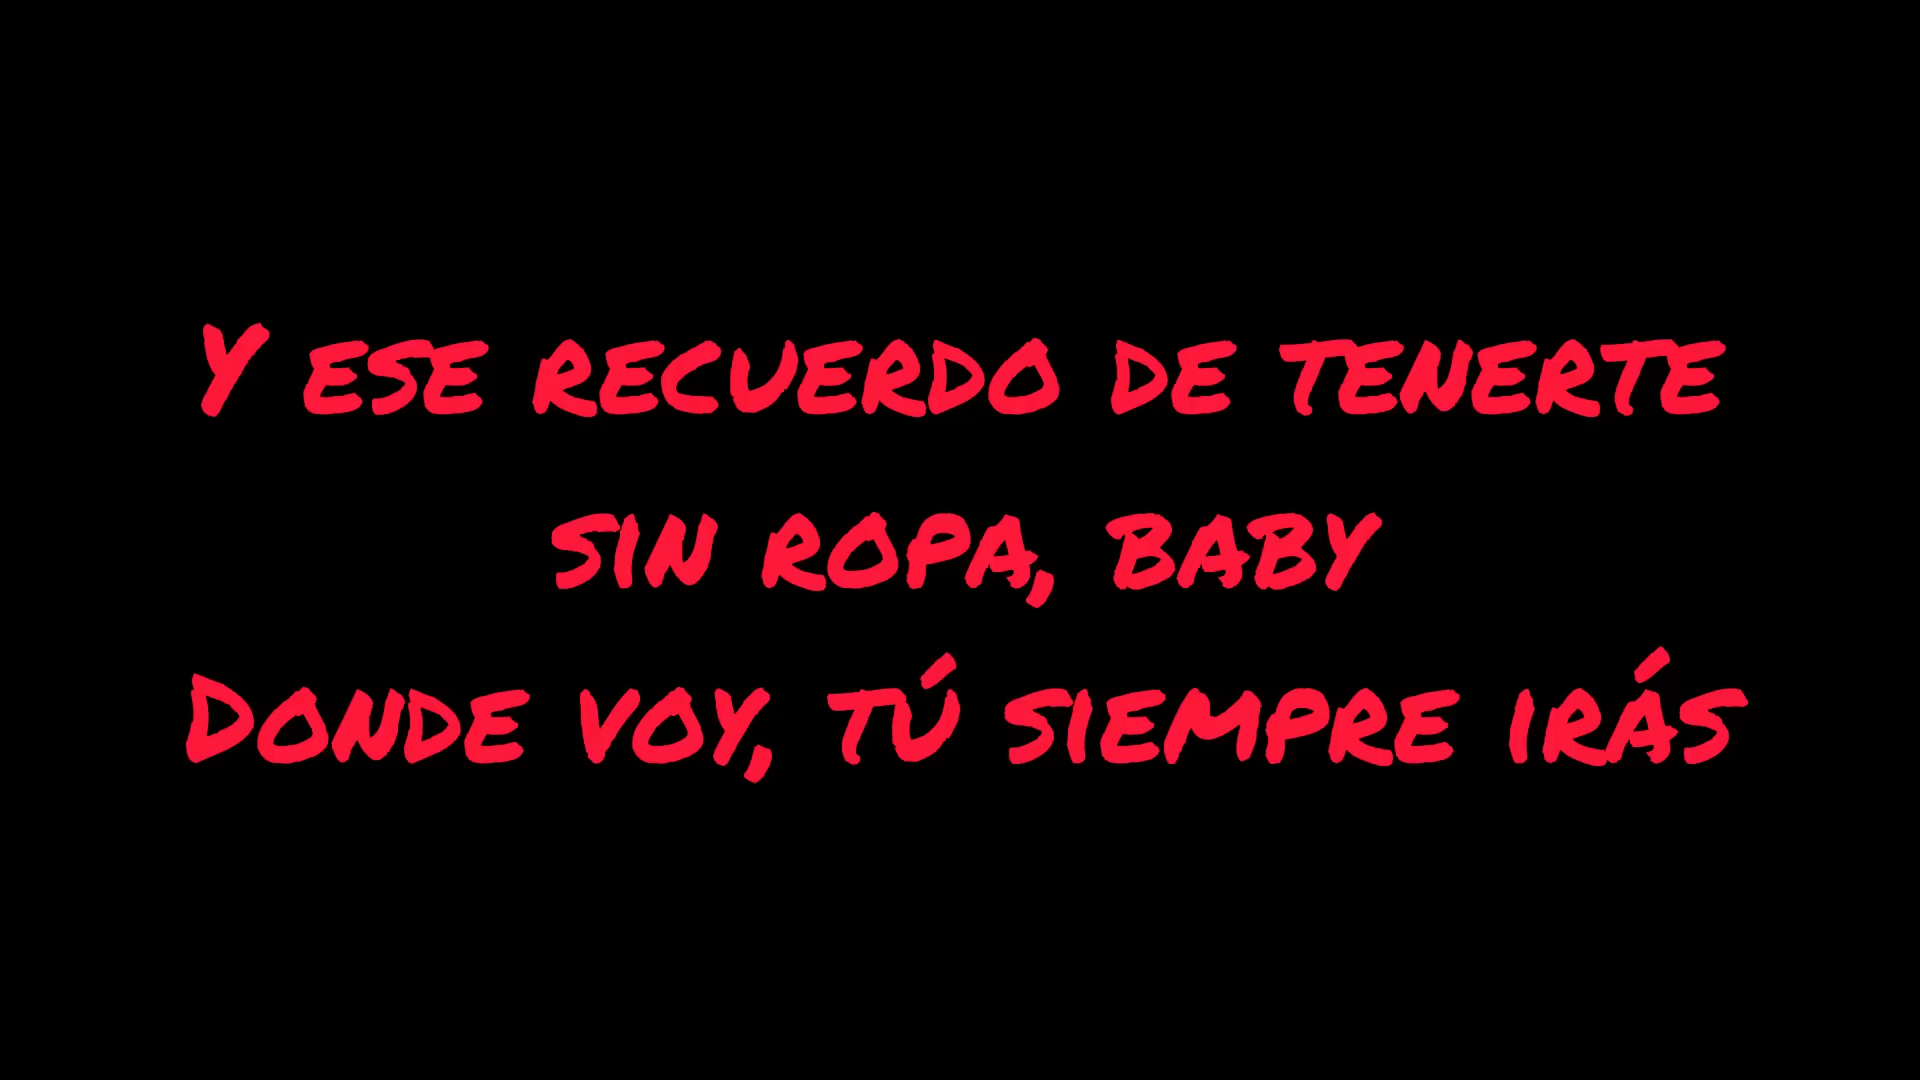 Y ese recuerdo de tenerte
sin ropa, baby
Donde voy, tú siempre irás